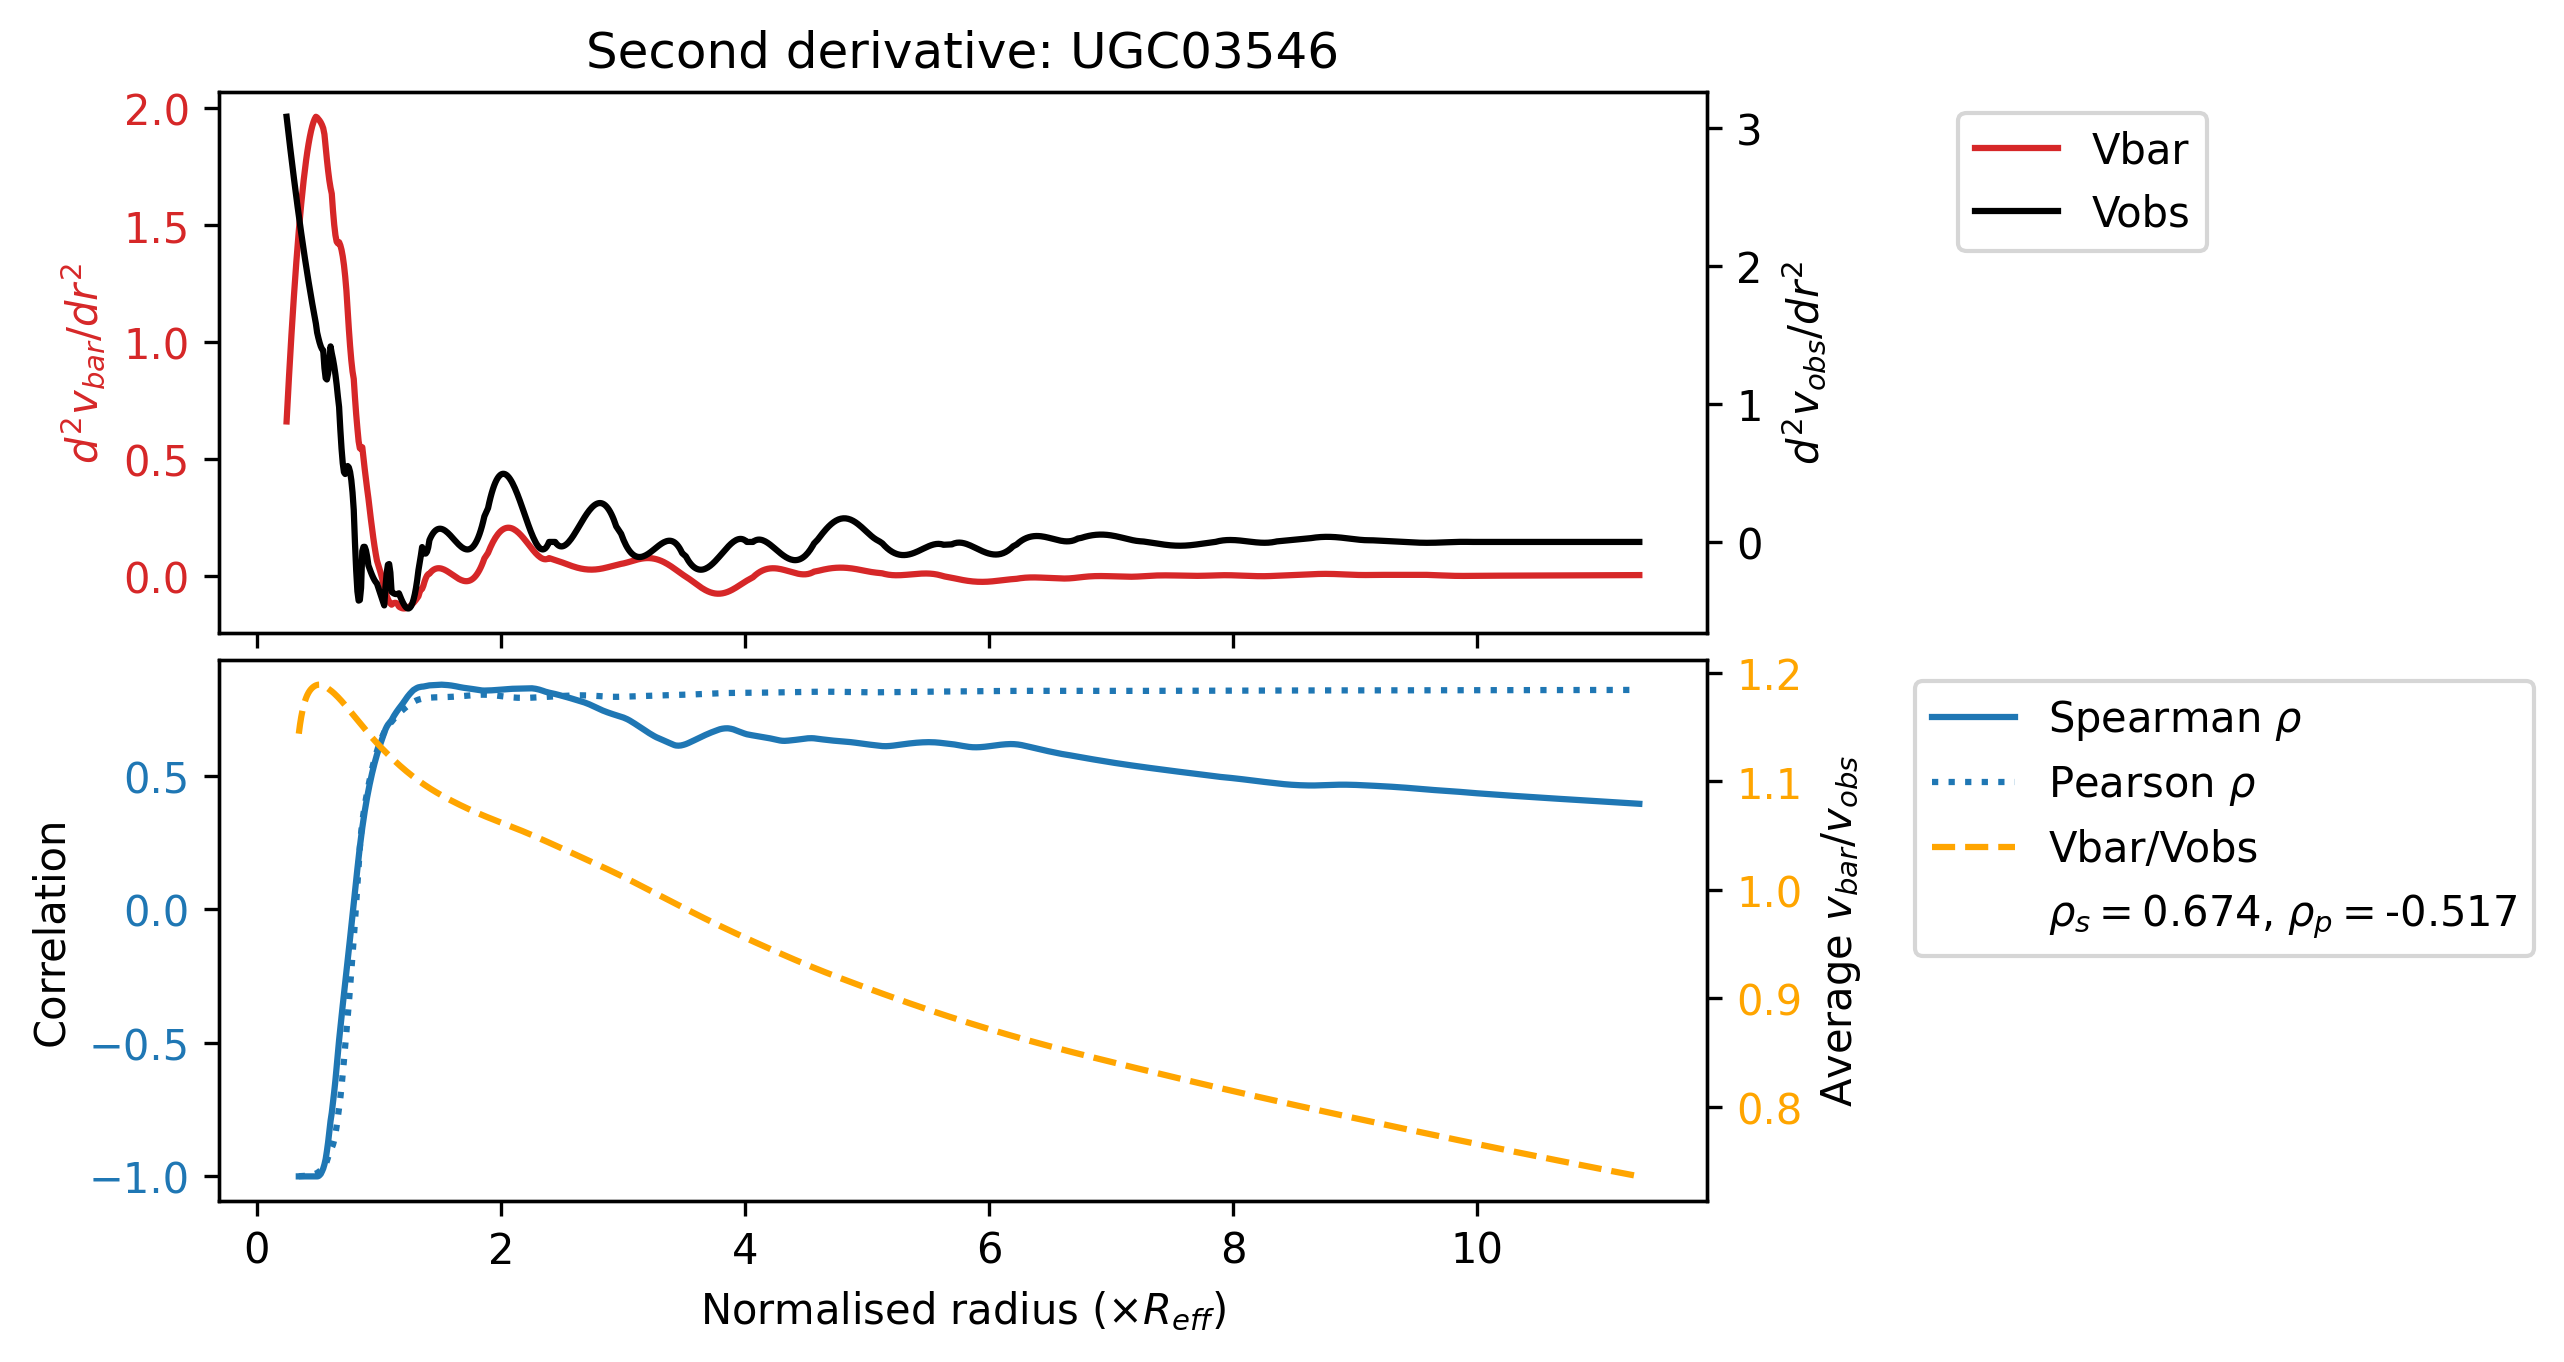 Second derivative: UGC03546
2.0
1.5
1.0
0.5
0.0
d²v_bar/dr²
3
2
1
0
d²v_obs/dr²
Vbar
Vobs
0.5
0.0
−0.5
−1.0
Correlation
1.2
1.1
1.0
0.9
0.8
Average v_bar/v_obs
Spearman ρ
Pearson ρ
Vbar/Vobs
ρ_s = 0.674, ρ_p = -0.517
0 2 4 6 8 10
Normalised radius (×R_eff)